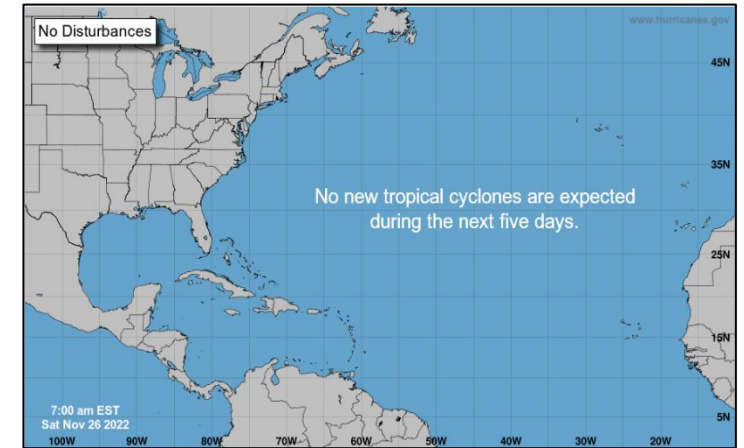 No Disturbances
www.hurricanes.gov
45N
35N
No new tropical cyclones are expected
during the next five days.
25N
15N
7:00 am EST
Sat Nov 26 2022
5N
100W 90W 80W 70W 60W 50W 40W 30W 20W